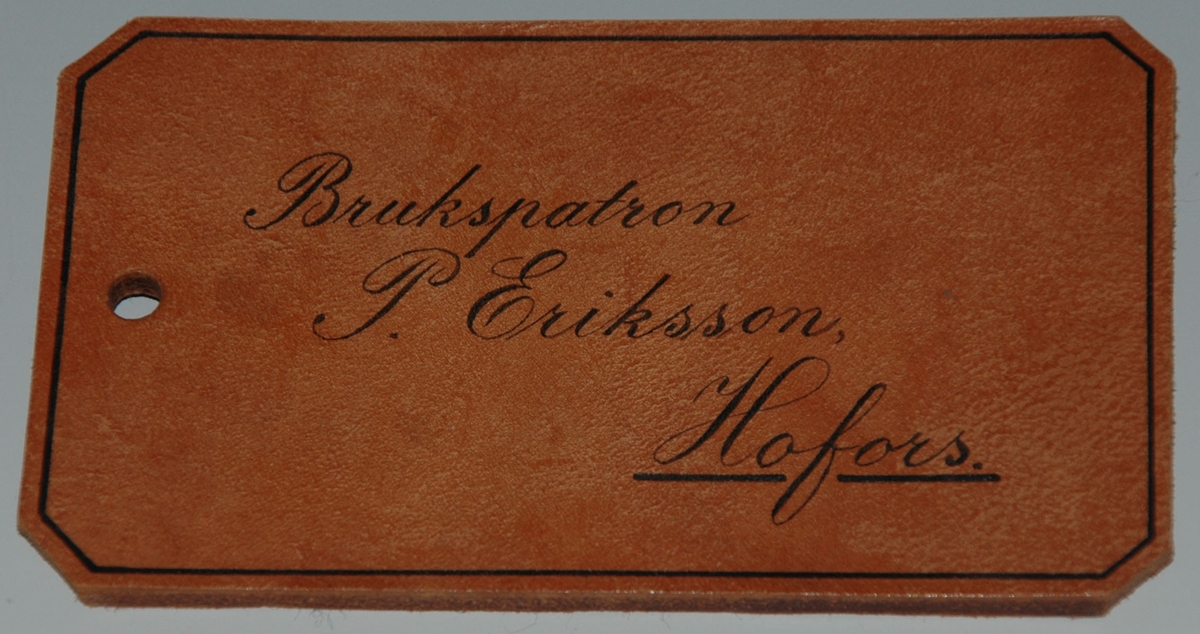 Brukspatron
P. Eriksson,
Hofors.